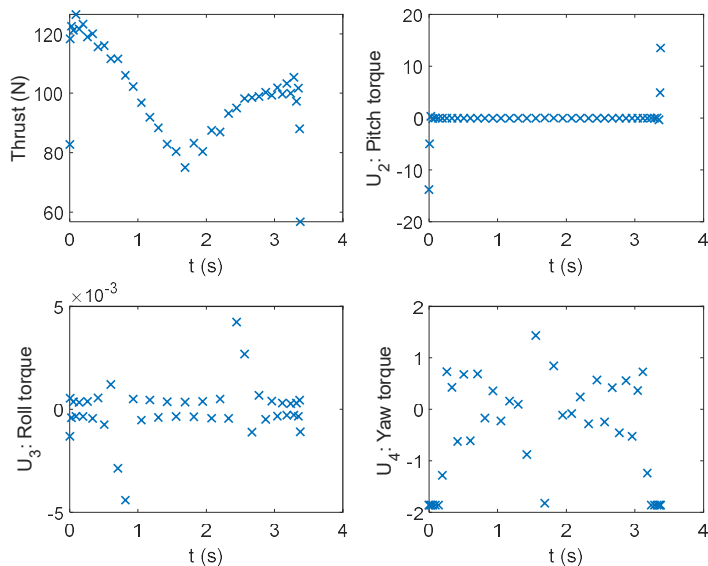 120
100
80
60
Thrust (N)
0 1 2 3 4
t (s)
20
10
0
-10
-20
U2: Pitch torque
0 1 2 3 4
t (s)
×10-3
5
0
-5
U3: Roll torque
0 1 2 3 4
t (s)
2
1
0
-1
-2
U4: Yaw torque
0 1 2 3 4
t (s)